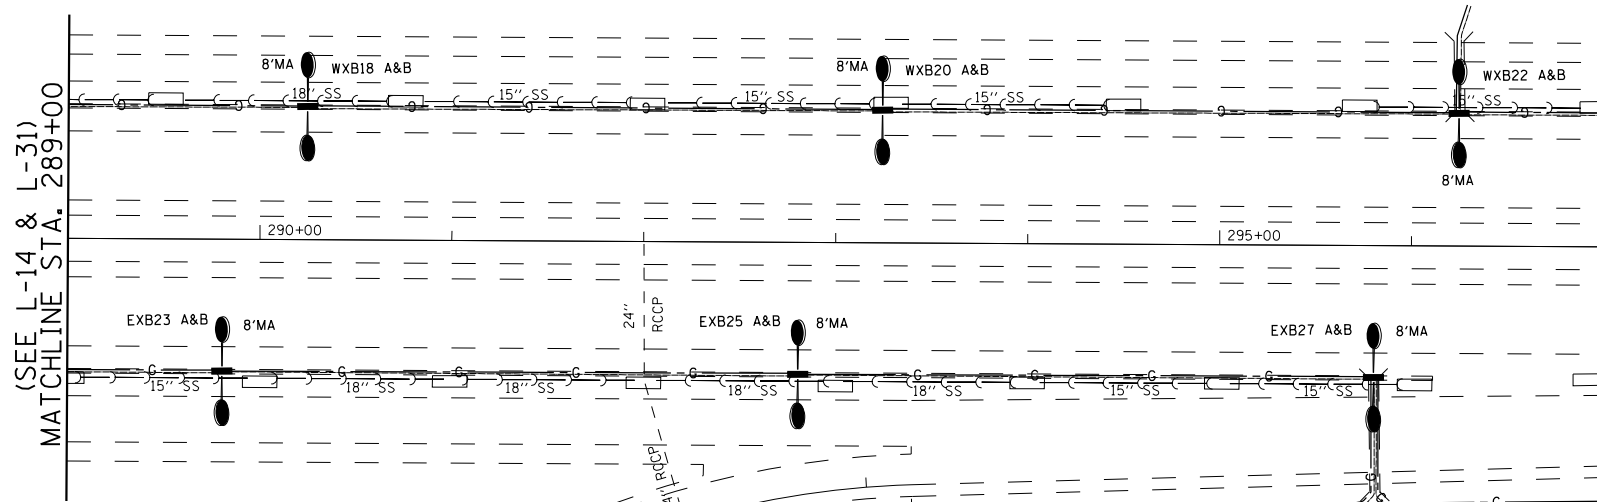 (SEE L-14 & L-31)
MATCHLINE STA. 289+00
8'MA
WXB18 A&B
8'MA
WXB20 A&B
WXB22 A&B
18'' SS
15'' SS
15'' SS
15'' SS
8'MA
290+00
295+00
24''
RCCP
EXB23 A&B
8'MA
EXB25 A&B
8'MA
EXB27 A&B
8'MA
G
G
G
G
G
G
G
G
G
15'' SS
18'' SS
18'' SS
18'' SS
18'' SS
15'' SS
15'' SS
RCCP
G
G
G